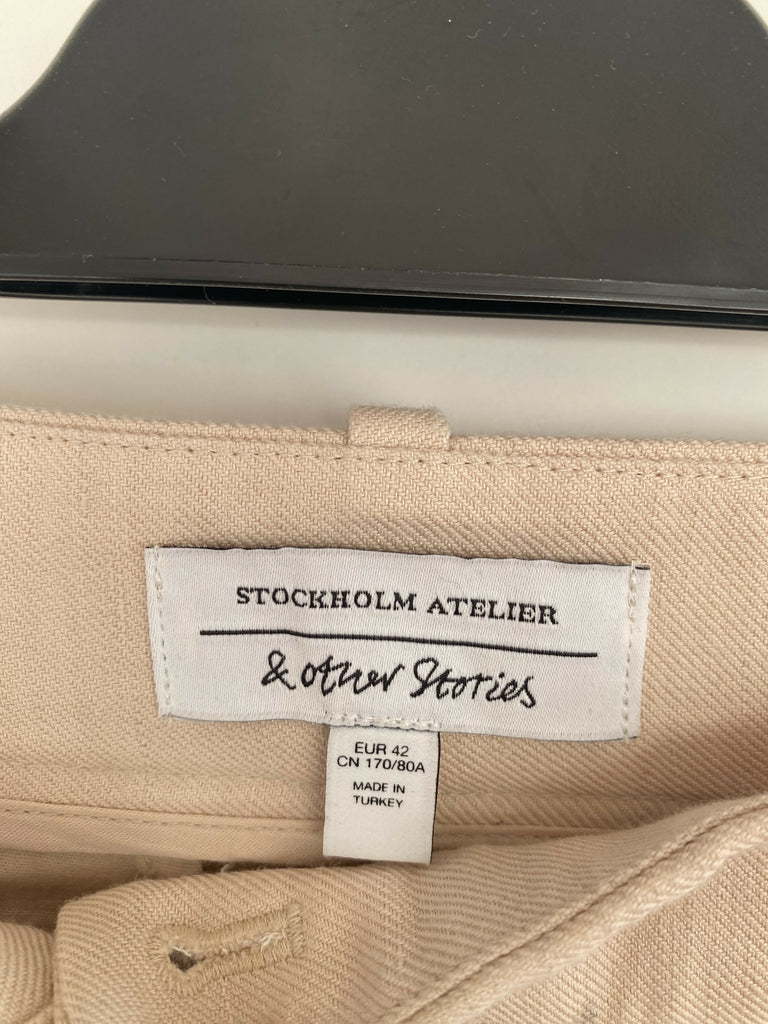 STOCKHOLM ATELIER
& other Stories
EUR 42
CN 170/80A
MADE IN
TURKEY